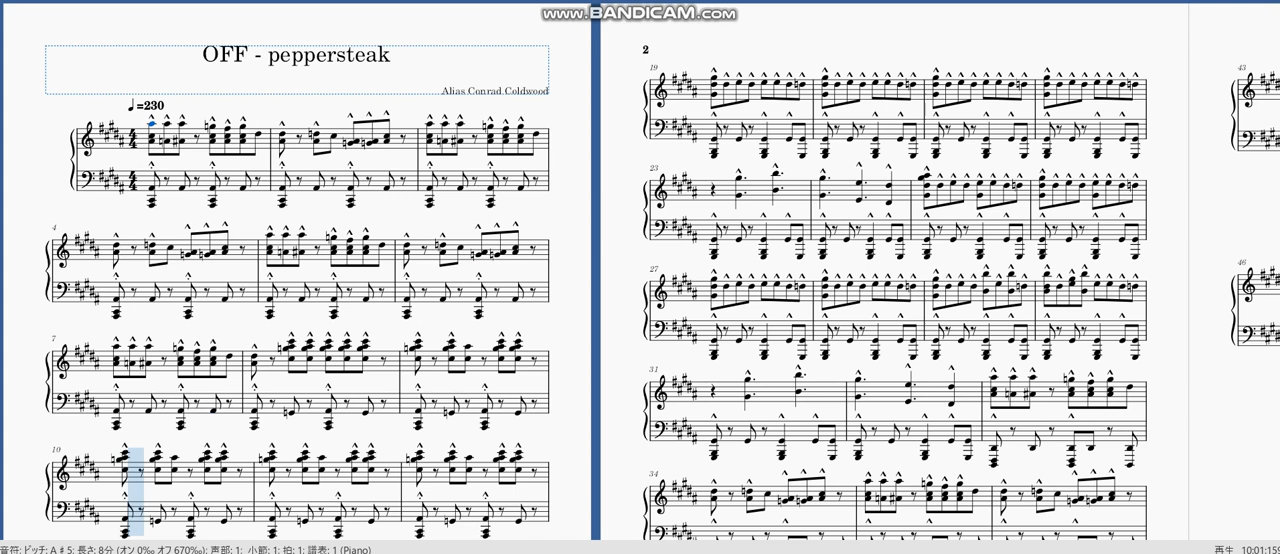 www.BANDICAM.com
OFF - peppersteak
Alias Conrad Coldwood
=230
4
7
10
2
19
23
27
31
34
43
46
音符; ピッチ: A♯5; 長さ: 8分 (オン 0‰ オフ 670‰); 声部: 1; 小節: 1; 拍: 1; 譜表: 1 (Piano)
再生 10:01:159